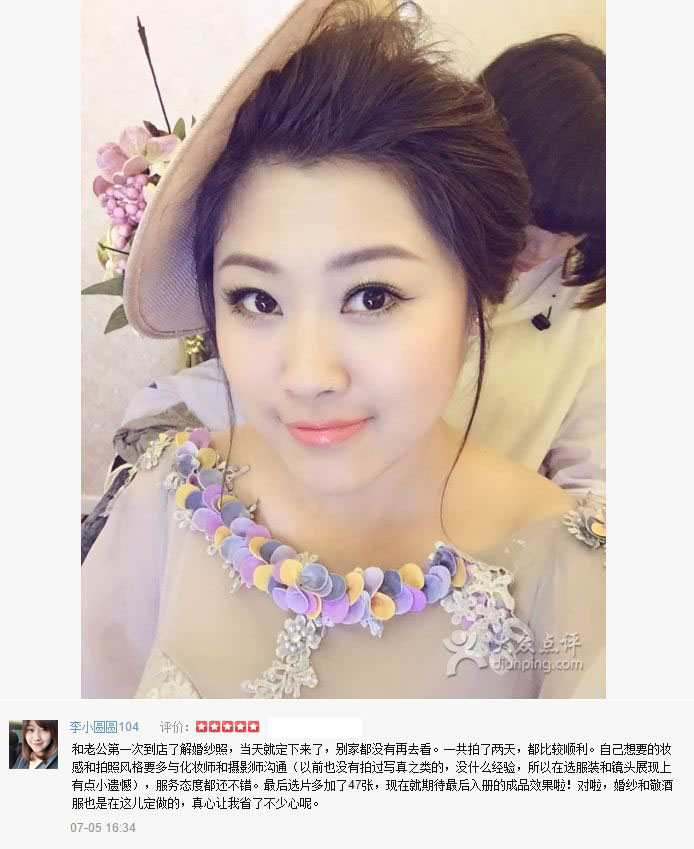 大众点评
dianping.com
李小圆圆104 评价:
和老公第一次到店了解婚纱照，当天就定下来了，别家都没有再去看。一共拍了两天，都比较顺利。自己想要的妆
感和拍照风格要多与化妆师和摄影师沟通（以前也没有拍过写真之类的，没什么经验，所以在选服装和镜头展现上
有点小遗憾），服务态度都还不错。最后选片多加了47张，现在就期待最后入册的成品效果啦！对啦，婚纱和敬酒
服也是在这儿定做的，真心让我省了不少心呢。
07-05 16:34